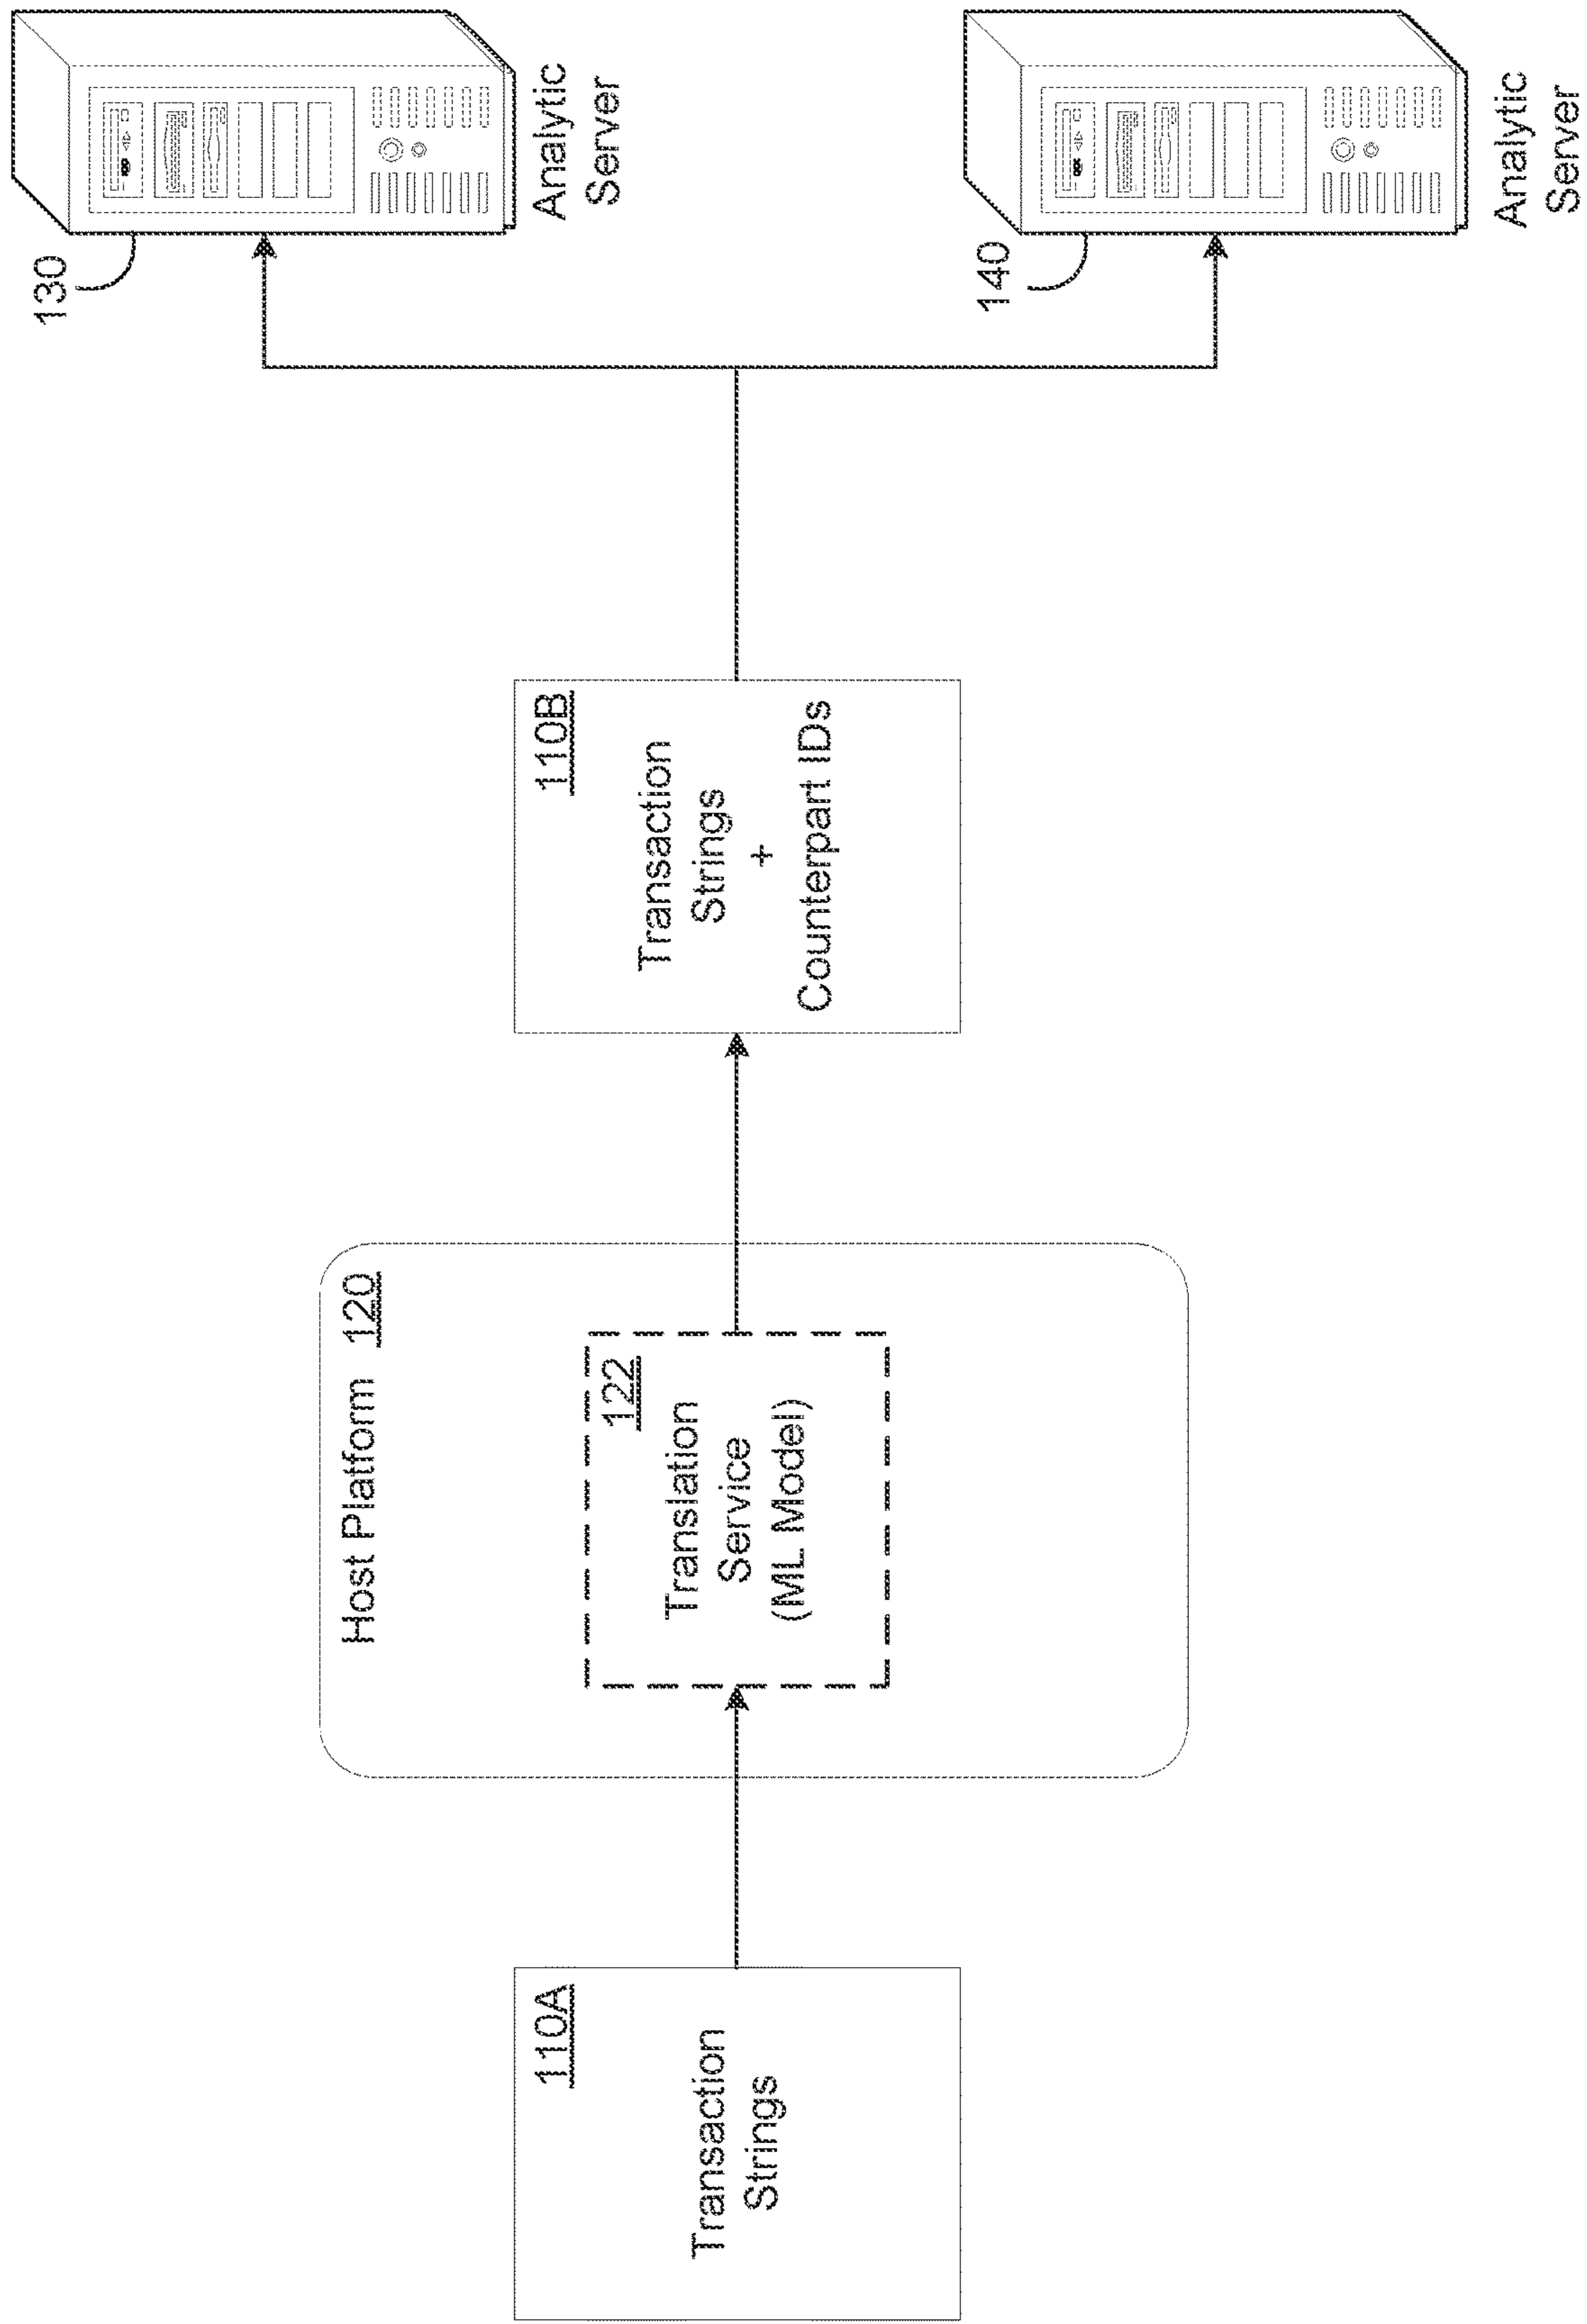 110A
Transaction
Strings
Host Platform 120
122
Translation
Service
(ML Model)
110B
Transaction
Strings
+
Counterpart IDs
130
Analytic
Server
140
Analytic
Server